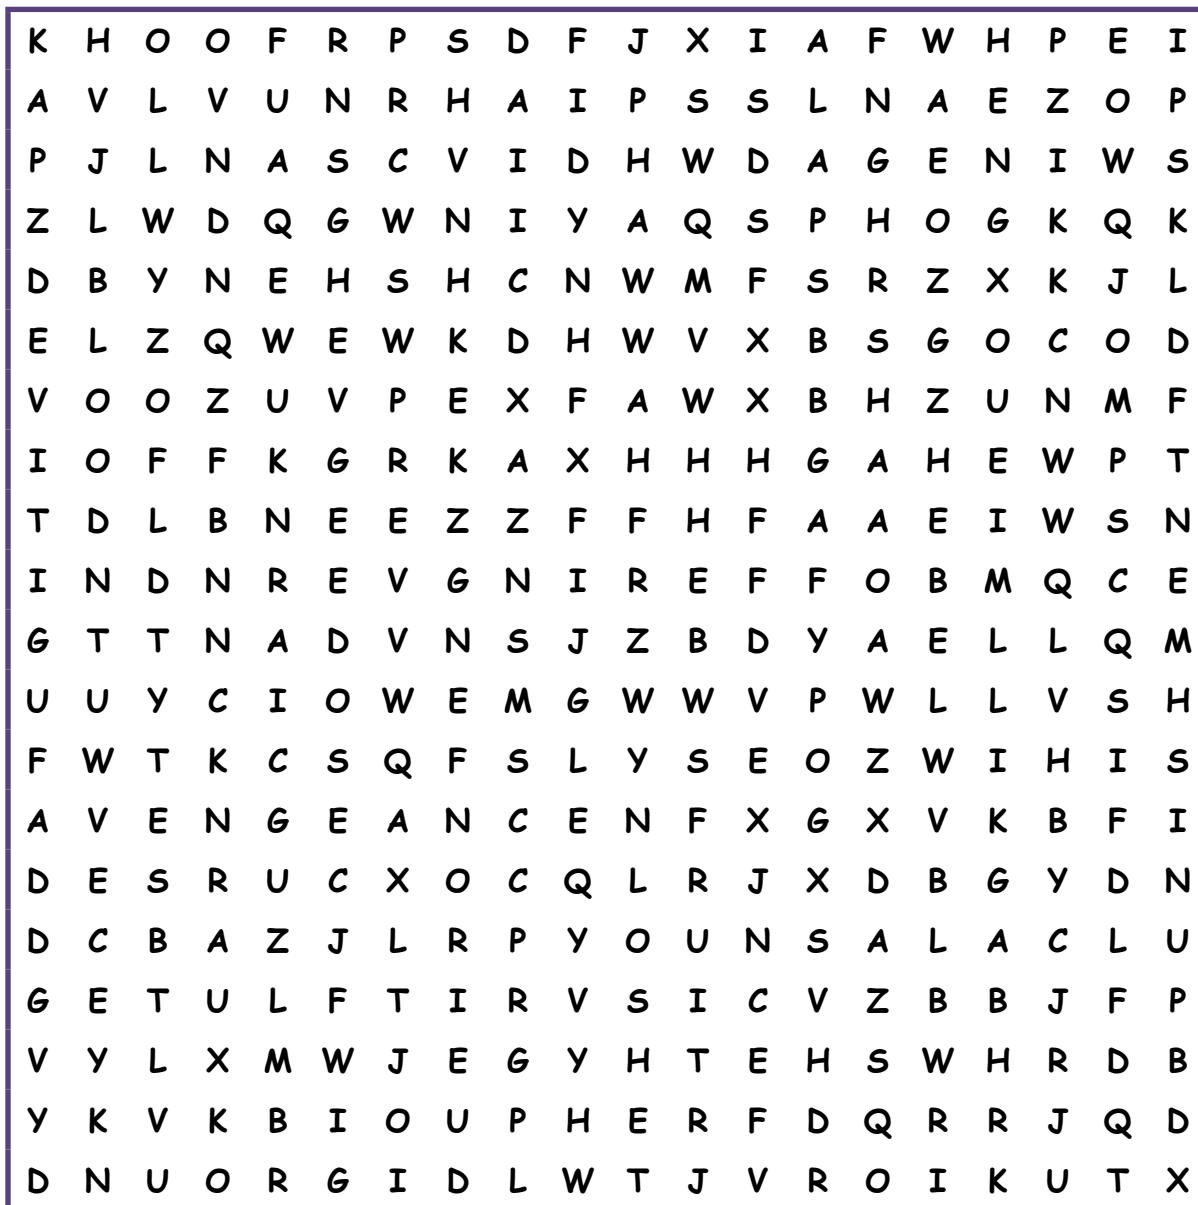 K H O O F R P S D F J X I A F W H P E I
A V L V U N R H A I P S S L N A E Z O P
P J L N A S C V I D H W D A G E N I W S
Z L W D Q G W N I Y A Q S P H O G K Q K
D B Y N E H S H C N W M F S R Z X K J L
E L Z Q W E W K D H W V X B S G O C O D
V O O Z U V P E X F A W X B H Z U N M F
I O F F K G R K A X H H H G A H E W P T
T D L B N E E Z Z F F H F A A E I W S N
I N D N R E V G N I R E F F O B M Q C E
G T T N A D V N S J Z B D Y A E L L Q M
U U Y C I O W E M G W W V P W L L V S H
F W T K C S Q F S L Y S E O Z W I H I S
A V E N G E A N C E N F X G X V K B F I
D E S R U C X O C Q L R J X D B G Y D N
D C B A Z J L R P Y O U N S A L A C L U
G E T U L F T I R V S I C V Z B B J F P
V Y L X M W J E G Y H T E H S W H R D B
Y K V K B I O U P H E R F D Q R R J Q D
D N U O R G I D L W T J V R O I K U T X